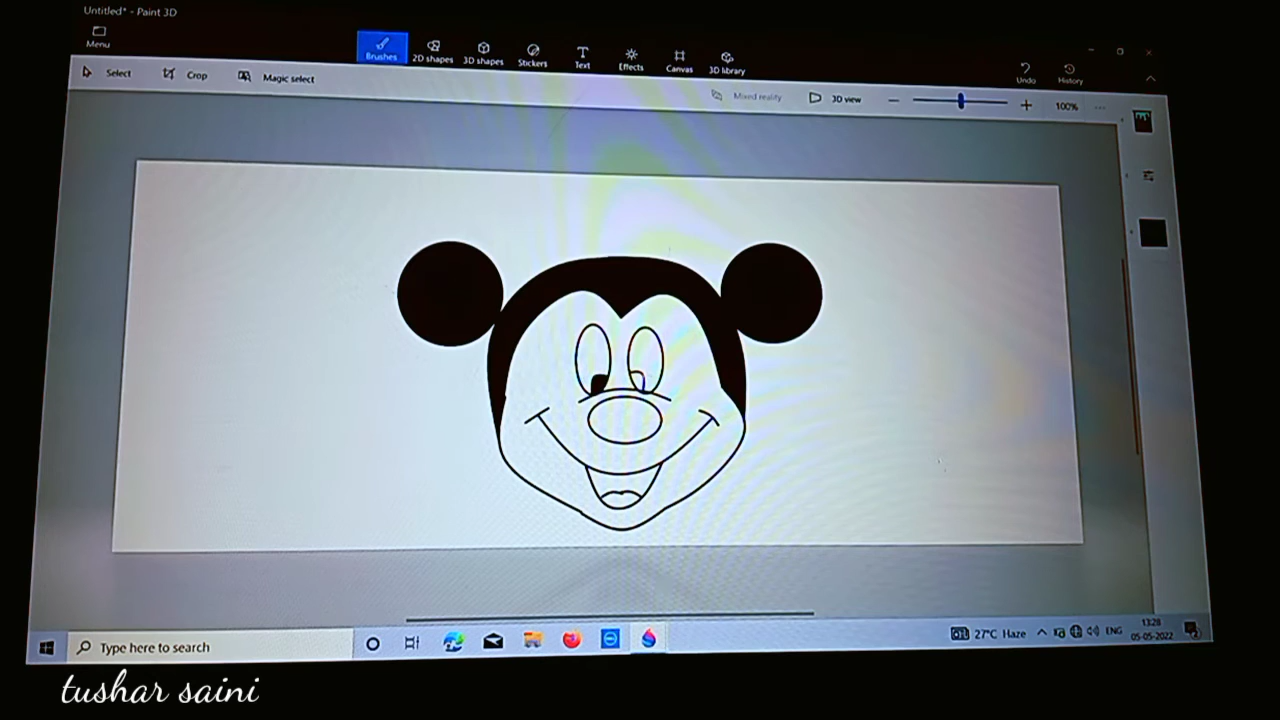 Untitled* - Paint 3D
Menu
Brushes
2D shapes
3D shapes
Stickers
Text
Effects
Canvas
3D library
Undo
History
Select
Crop
Magic select
Mixed reality
3D view
100%
Type here to search
27°C Haze
ENG
13:28
05-05-2022
tushar saini